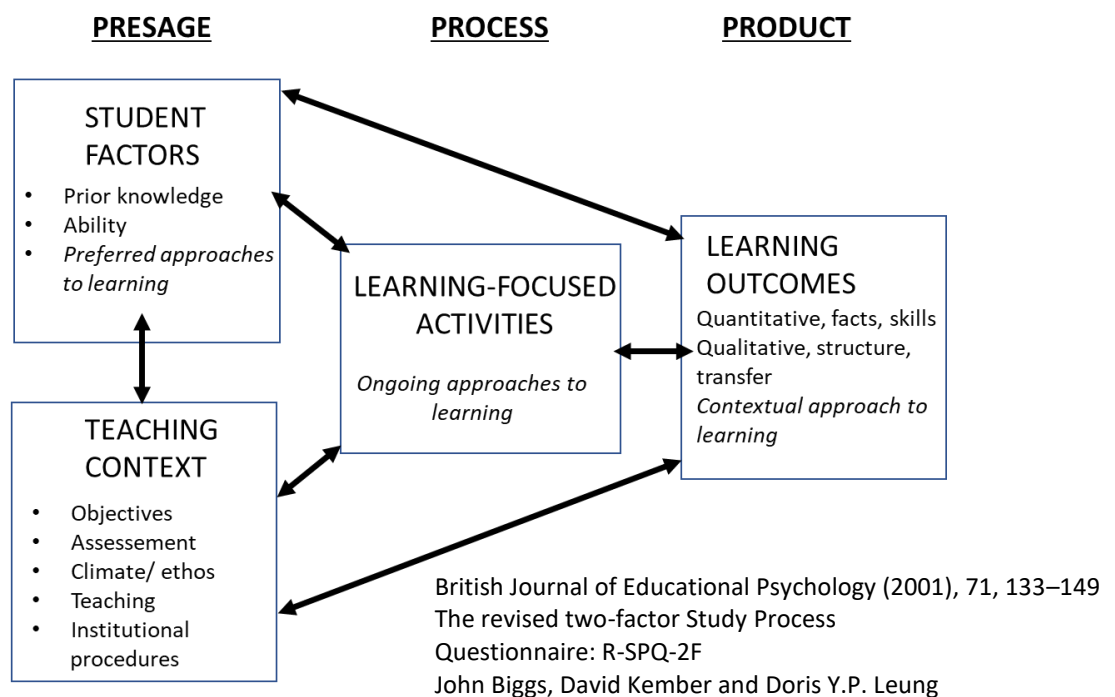 PRESAGE PROCESS PRODUCT
STUDENT
FACTORS
• Prior knowledge
• Ability
• Preferred approaches
to learning
TEACHING
CONTEXT
• Objectives
• Assessement
• Climate/ ethos
• Teaching
• Institutional
procedures
LEARNING-FOCUSED
ACTIVITIES
Ongoing approaches to
learning
LEARNING
OUTCOMES
Quantitative, facts, skills
Qualitative, structure,
transfer
Contextual approach to
learning
British Journal of Educational Psychology (2001), 71, 133–149
The revised two-factor Study Process
Questionnaire: R-SPQ-2F
John Biggs, David Kember and Doris Y.P. Leung